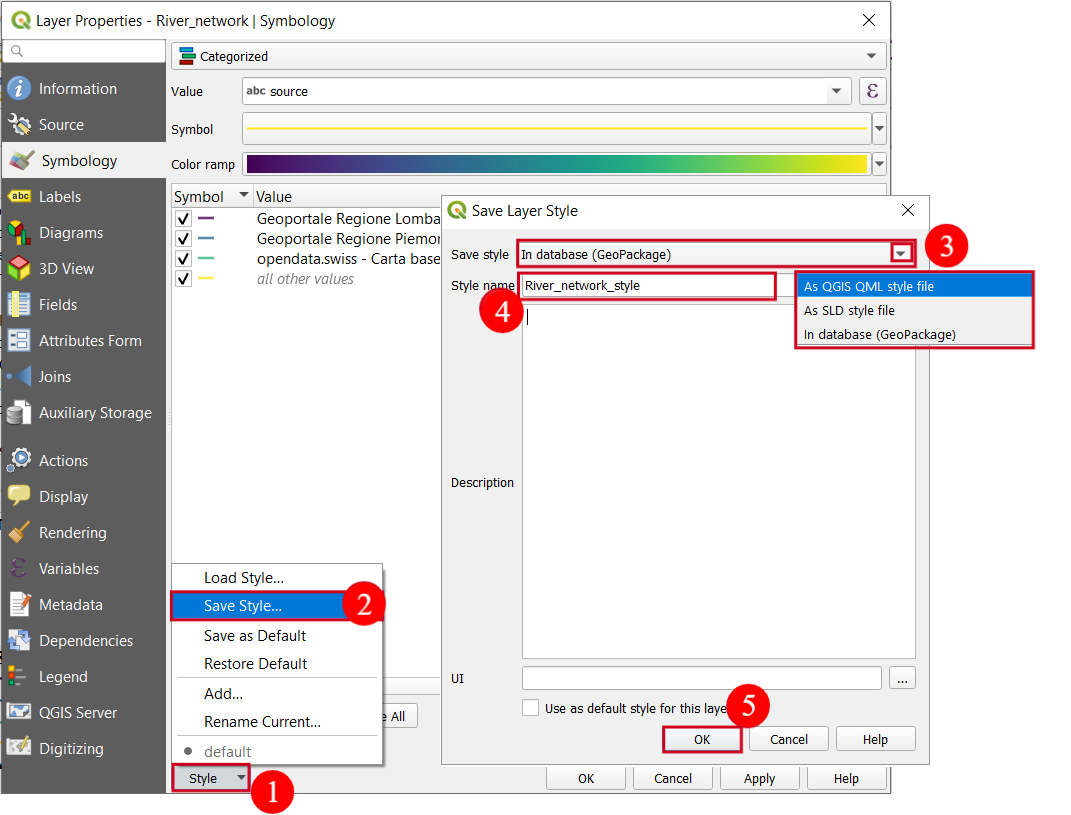 Layer Properties - River_network | Symbology
Information
Source
Symbology
Labels
Diagrams
3D View
Fields
Attributes Form
Joins
Auxiliary Storage
Actions
Display
Rendering
Variables
Metadata
Dependencies
Legend
QGIS Server
Digitizing
Categorized
Value abc source ε
Symbol
Color ramp
Symbol Value
Geoportale Regione Lomba
Geoportale Regione Piemor
opendata.swiss - Carta base
all other values
Load Style...
Save Style... 2
Save as Default
Restore Default
Add...
Rename Current...
default
e All
Style 1
OK Cancel Apply Help
Save Layer Style
Save style In database (GeoPackage) 3
Style name River_network_style
4
As QGIS QML style file
As SLD style file
In database (GeoPackage)
Description
UI ...
Use as default style for this laye 5
OK Cancel Help